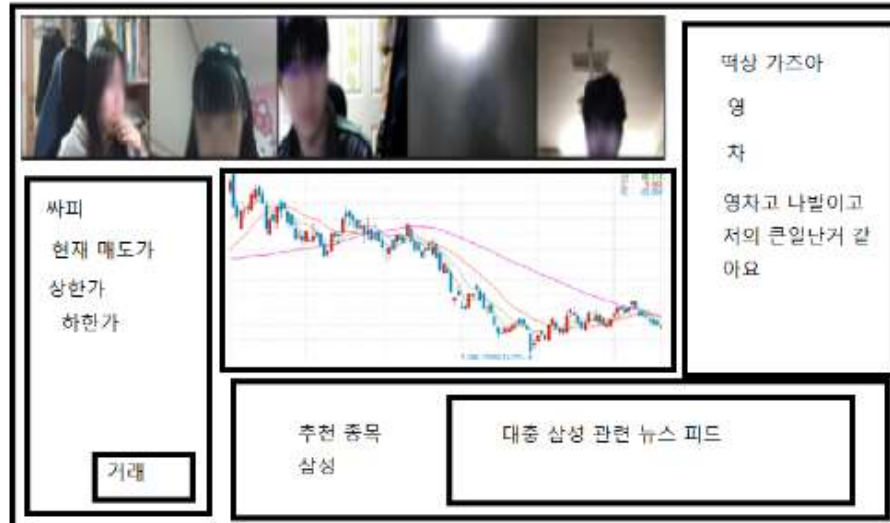 떡상 가즈아
영
차
영차고 나발이고
저의 큰일난거 같
아요
싸피
현재 매도가
상한가
하한가
거래
추천 종목
삼성
대충 삼성 관련 뉴스 피드